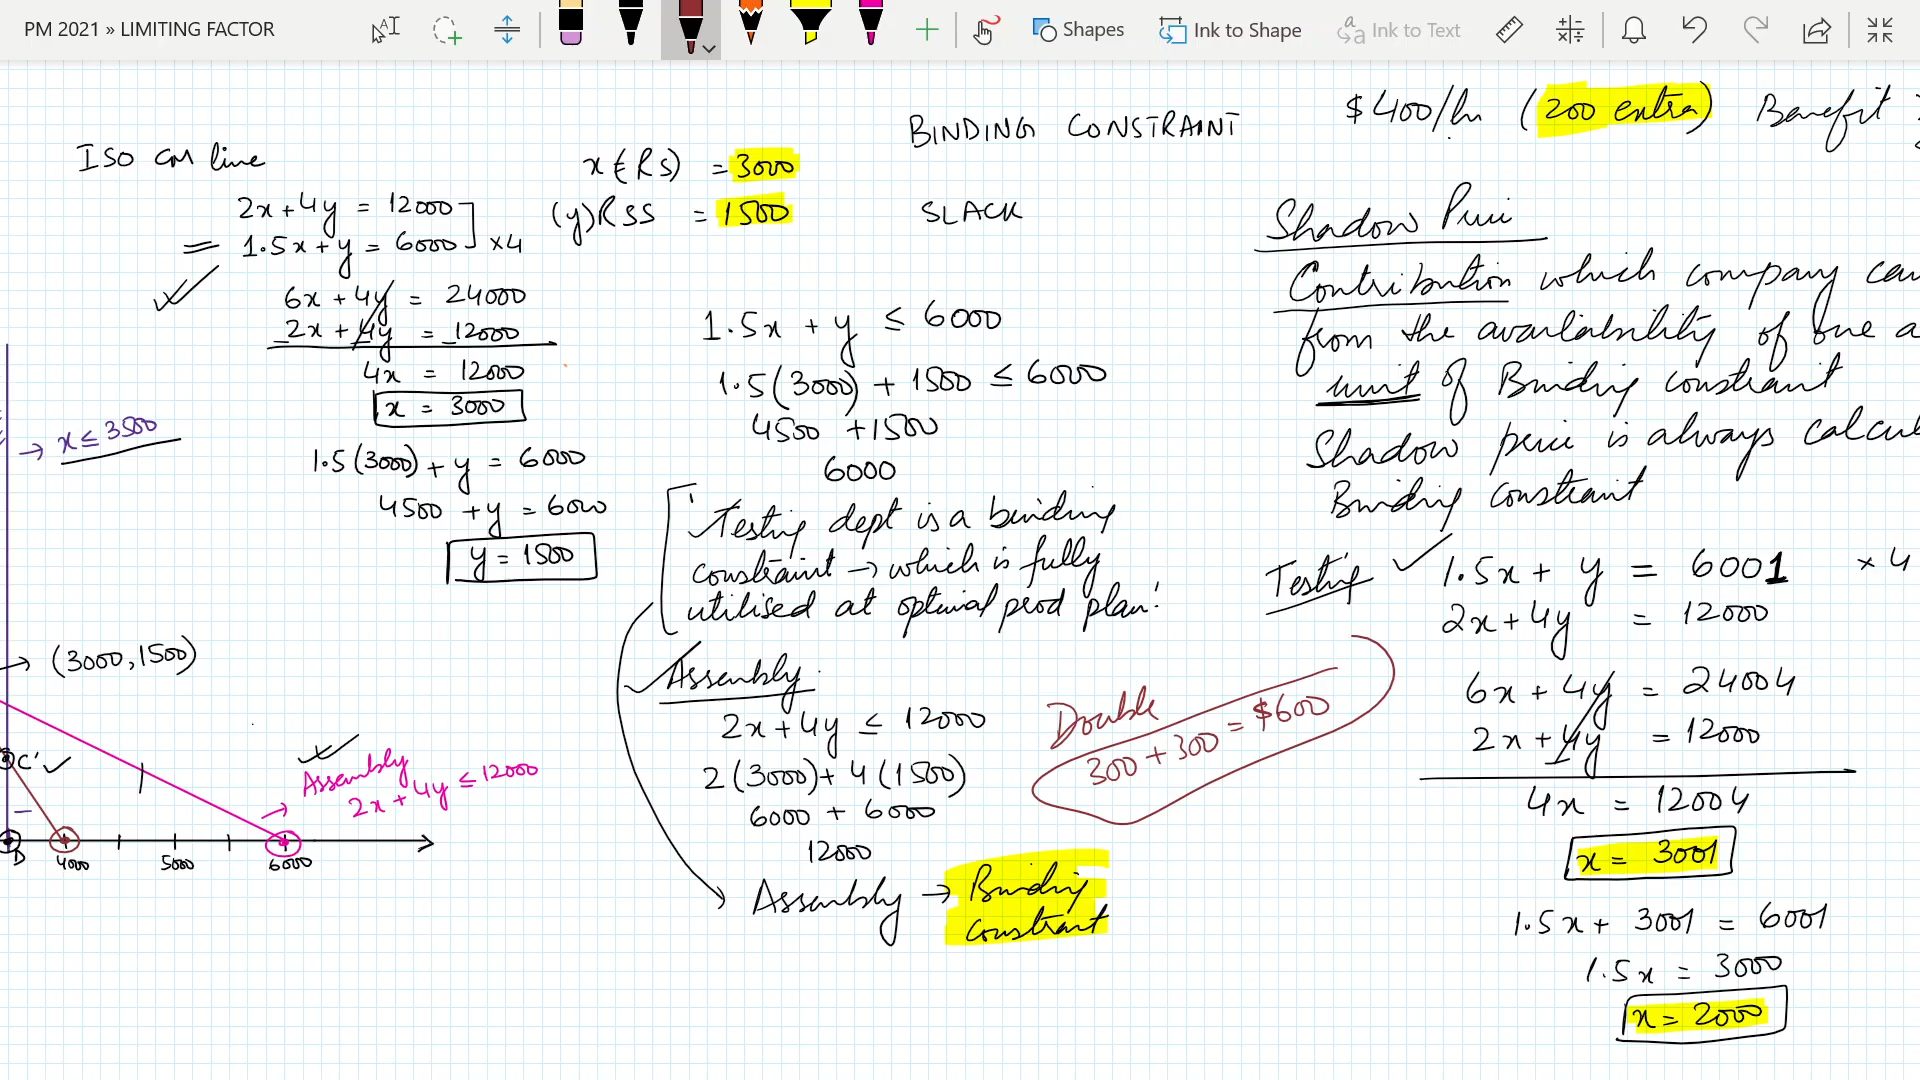 PM 2021 » LIMITING FACTOR
Shapes
Ink to Shape
Ink to Text
ISO CM line
2x+4y = 12000
1.5x+y = 6000 ×4
6x + 4y = 24000
2x + 4y = 12000
4x = 12000
x = 3000
1.5(3000) + y = 6000
4500 + y = 6000
y = 1500
→ x ≤ 3500
→ (3000,1500)
C'
→ Assembly
2x + 4y ≤ 12000
D
4000
5000
6000
x (RS) = 3000
(y) RSS = 1500
BINDING CONSTRAINT
SLACK
1.5x + y ≤ 6000
1.5(3000) + 1500 ≤ 6000
4500 + 1500
6000
'Testing dept is a binding
constraint → which is fully
utilised at optimal prod plan'.
Assembly
2x+4y ≤ 12000
2(3000)+ 4(1500)
6000 + 6000
12000
Assembly → Binding
constraint
Double
300 + 300 = $600
$400/hr (200 extra) Benefit
Shadow Price
Contribution which company can
from the availability of one a
unit of Binding constraint
Shadow price is always calcul
Binding constraint
Testing 1.5x + y = 6001 ×4
2x + 4y = 12000
6x + 4y = 24004
2x + 4y = 12000
4x = 12004
x = 3001
1.5x + 3001 = 6001
1.5x = 3000
x = 2000